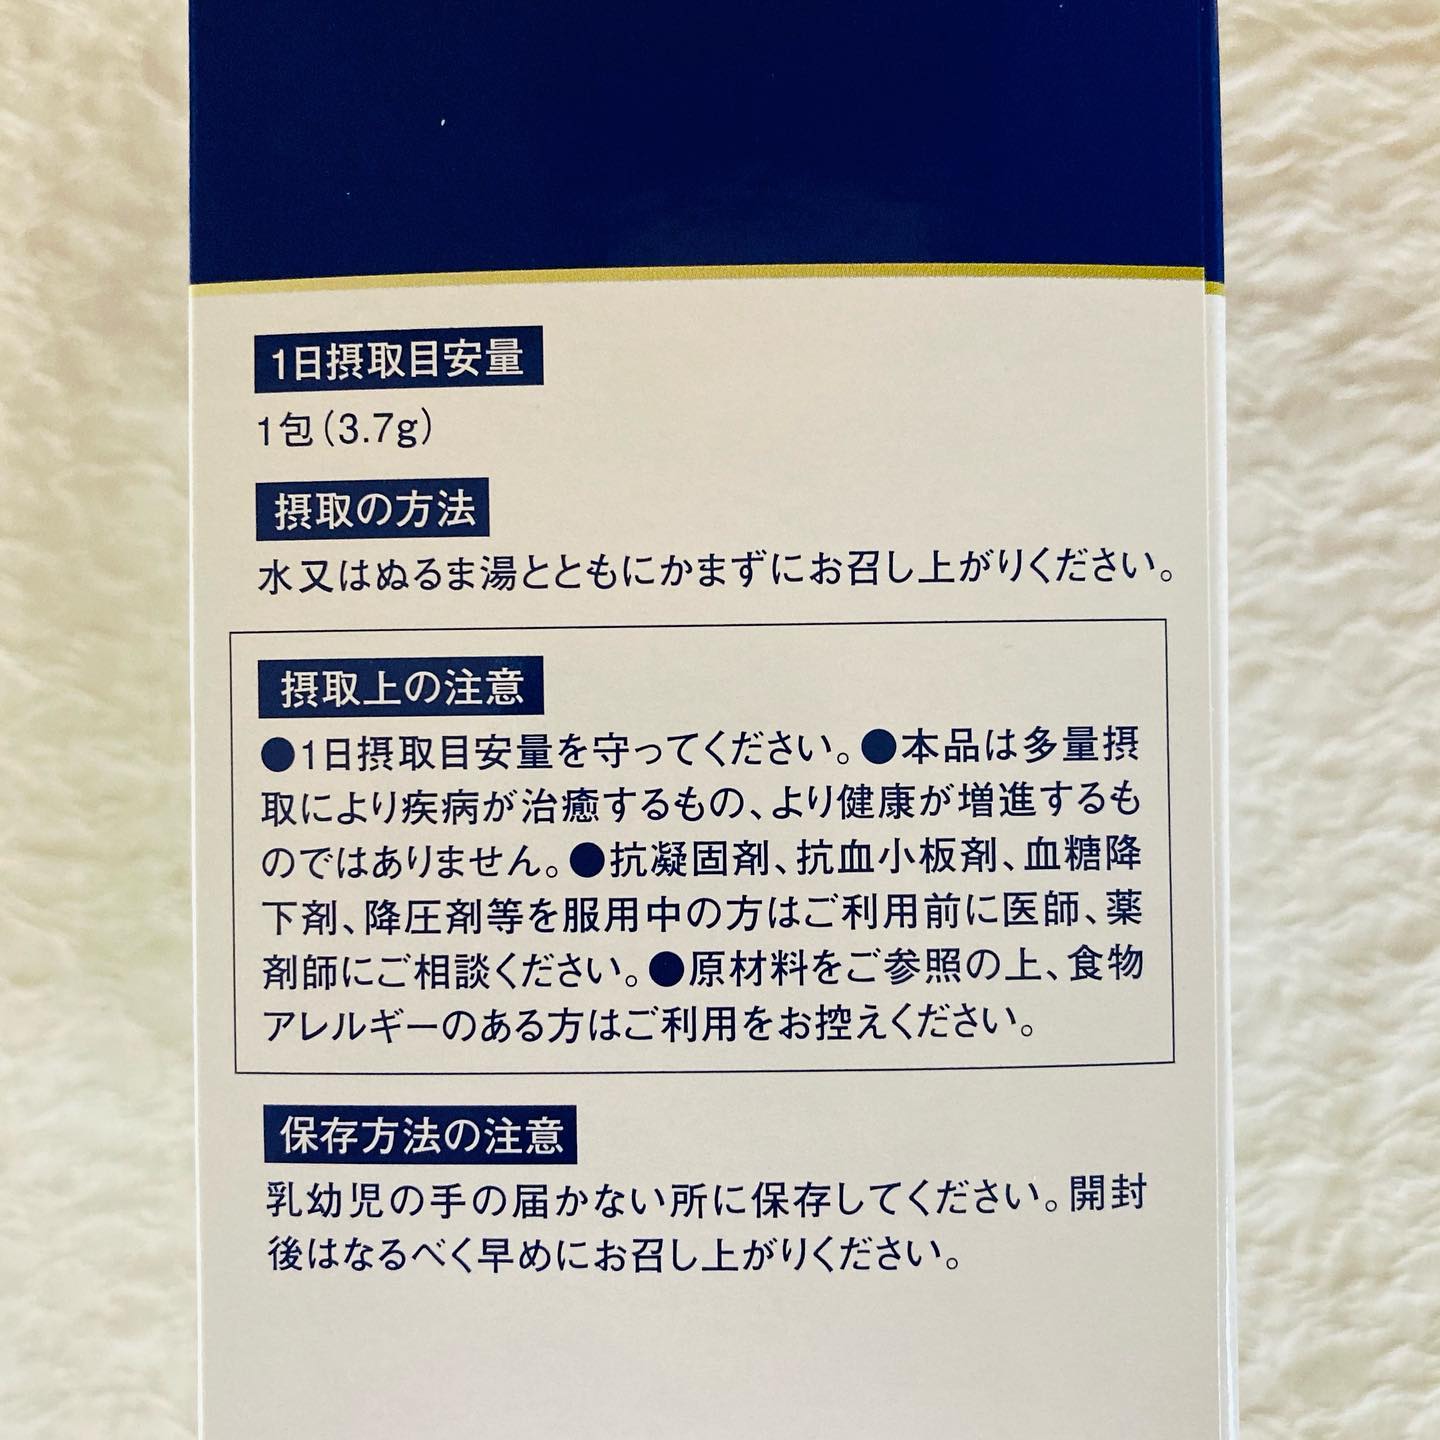 1日摂取目安量
1包(3.7g)
摂取の方法
水又はぬるま湯とともにかまずにお召し上がりください。
摂取上の注意
●1日摂取目安量を守ってください。●本品は多量摂
取により疾病が治癒するもの、より健康が増進するも
のではありません。●抗凝固剤、抗血小板剤、血糖降
下剤、降圧剤等を服用中の方はご利用前に医師、薬
剤師にご相談ください。●原材料をご参照の上、食物
アレルギーのある方はご利用をお控えください。
保存方法の注意
乳幼児の手の届かない所に保存してください。開封
後はなるべく早めにお召し上がりください。